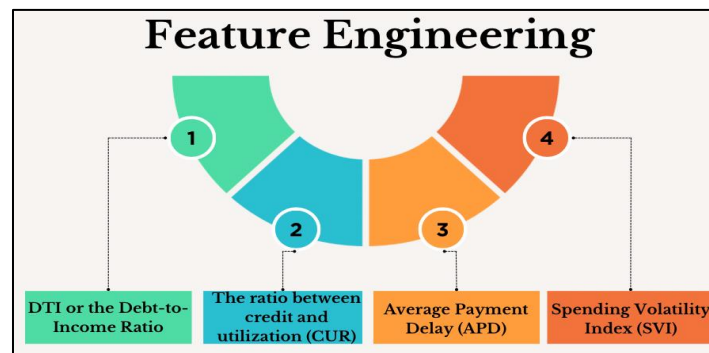 Feature Engineering
1
4
2
3
DTI or the Debt-to-
Income Ratio
The ratio between
credit and
utilization (CUR)
Average Payment
Delay (APD)
Spending Volatility
Index (SVI)